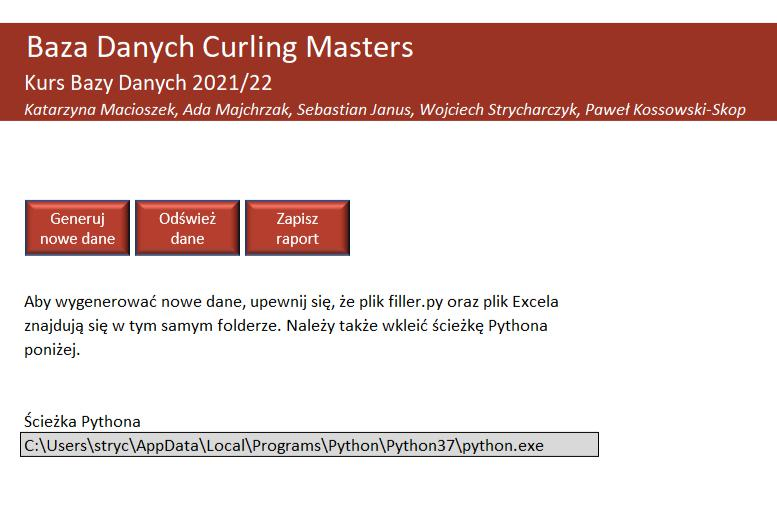 Baza Danych Curling Masters
Kurs Bazy Danych 2021/22
Katarzyna Macioszek, Ada Majchrzak, Sebastian Janus, Wojciech Strycharczyk, Paweł Kossowski-Skop
Generuj nowe dane
Odśwież dane
Zapisz raport
Aby wygenerować nowe dane, upewnij się, że plik filler.py oraz plik Excela
znajdują się w tym samym folderze. Należy także wkleić ścieżkę Pythona
poniżej.
Ścieżka Pythona
C:\Users\stryc\AppData\Local\Programs\Python\Python37\python.exe